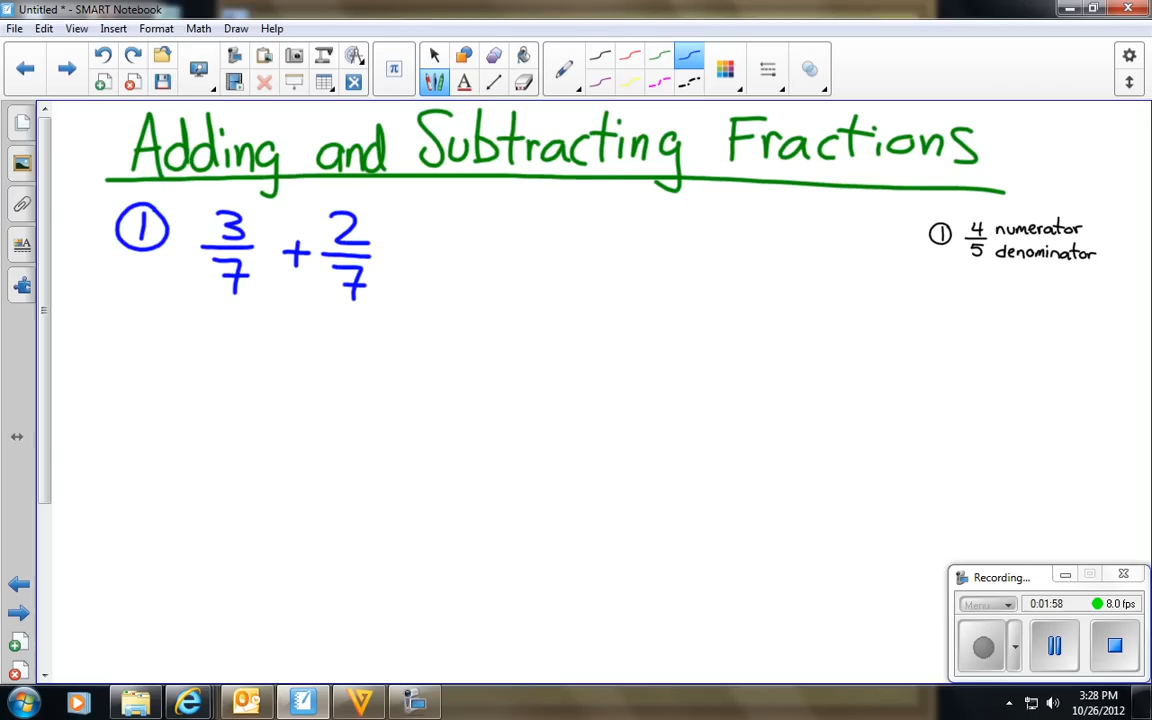 Untitled * - SMART Notebook
File Edit View Insert Format Math Draw Help
π A
Adding and Subtracting Fractions
① 3/7 + 2/7
① 4/5 numerator
denominator
Recording...
Menu 0:01:58 8.0 fps
3:28 PM
10/26/2012